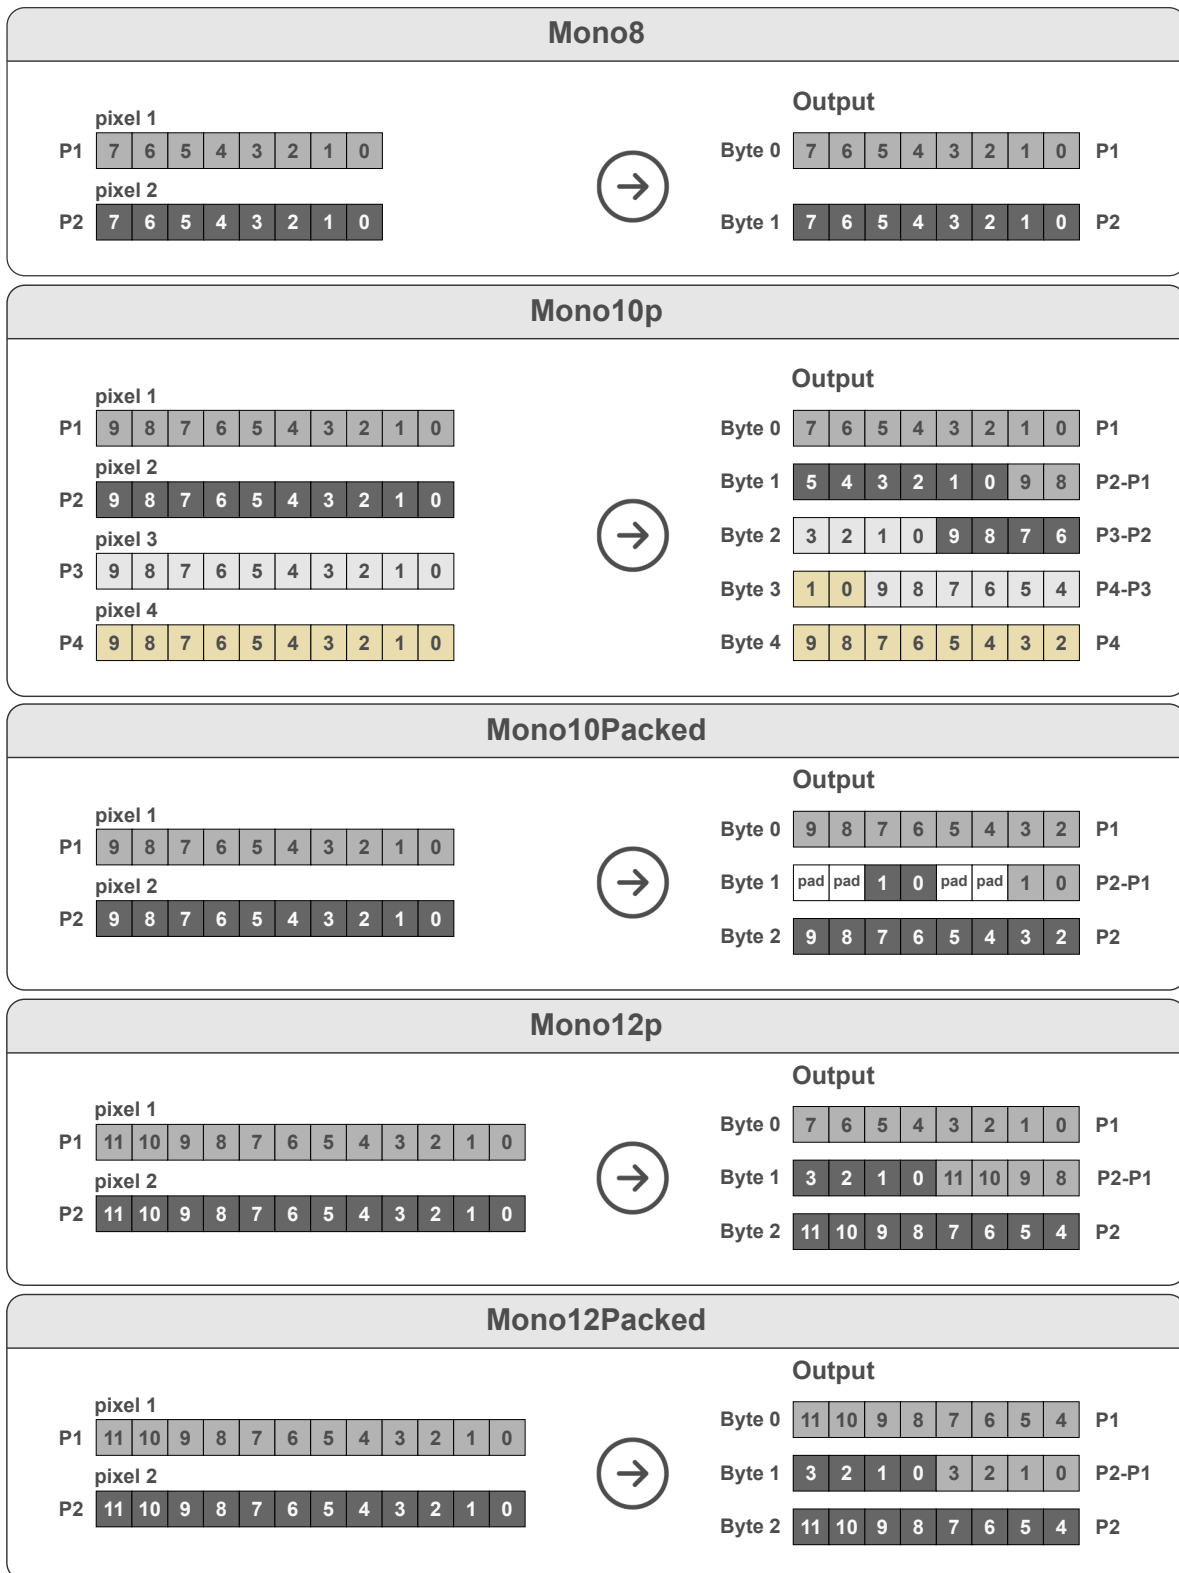 Mono8
Output
pixel 1
P1 7 6 5 4 3 2 1 0
Byte 0 7 6 5 4 3 2 1 0 P1
pixel 2
P2 7 6 5 4 3 2 1 0
Byte 1 7 6 5 4 3 2 1 0 P2
Mono10p
Output
pixel 1
P1 9 8 7 6 5 4 3 2 1 0
Byte 0 7 6 5 4 3 2 1 0 P1
pixel 2
P2 9 8 7 6 5 4 3 2 1 0
Byte 1 5 4 3 2 1 0 9 8 P2-P1
pixel 3
P3 9 8 7 6 5 4 3 2 1 0
Byte 2 3 2 1 0 9 8 7 6 P3-P2
pixel 4
P4 9 8 7 6 5 4 3 2 1 0
Byte 3 1 0 9 8 7 6 5 4 P4-P3
Byte 4 9 8 7 6 5 4 3 2 P4
Mono10Packed
Output
pixel 1
P1 9 8 7 6 5 4 3 2 1 0
Byte 0 9 8 7 6 5 4 3 2 P1
pixel 2
P2 9 8 7 6 5 4 3 2 1 0
Byte 1 pad pad 1 0 pad pad 1 0 P2-P1
Byte 2 9 8 7 6 5 4 3 2 P2
Mono12p
Output
pixel 1
P1 11 10 9 8 7 6 5 4 3 2 1 0
Byte 0 7 6 5 4 3 2 1 0 P1
pixel 2
P2 11 10 9 8 7 6 5 4 3 2 1 0
Byte 1 3 2 1 0 11 10 9 8 P2-P1
Byte 2 11 10 9 8 7 6 5 4 P2
Mono12Packed
Output
pixel 1
P1 11 10 9 8 7 6 5 4 3 2 1 0
Byte 0 11 10 9 8 7 6 5 4 P1
pixel 2
P2 11 10 9 8 7 6 5 4 3 2 1 0
Byte 1 3 2 1 0 3 2 1 0 P2-P1
Byte 2 11 10 9 8 7 6 5 4 P2